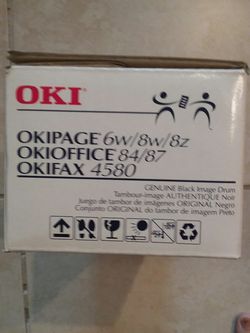 OKI
OKIPAGE 6w/8w/8z
OKIOFFICE 84/87
OKIFAX 4580
GENUINE Black Image Drum
Tambour-image AUTHENTIQUE Noir
Juego de tambor de imágenes ORIGINAL Negro
Conjunto ORIGINAL do tambor de imagem Preto